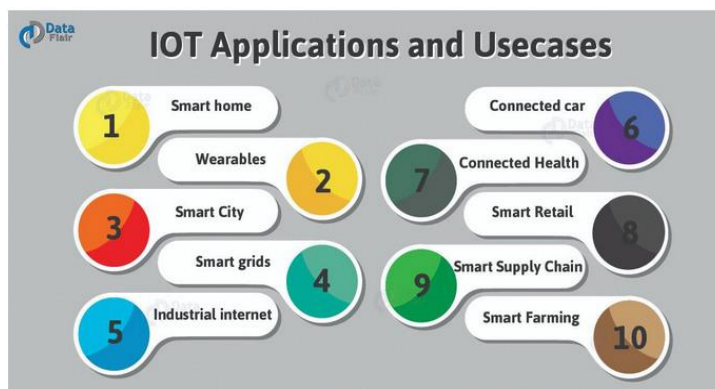 Data
Flair
IOT Applications and Usecases
1
Smart home
Wearables
2
3
Smart City
Smart grids
4
5
Industrial internet
Connected car
6
7
Connected Health
Smart Retail
8
9
Smart Supply Chain
Smart Farming
10